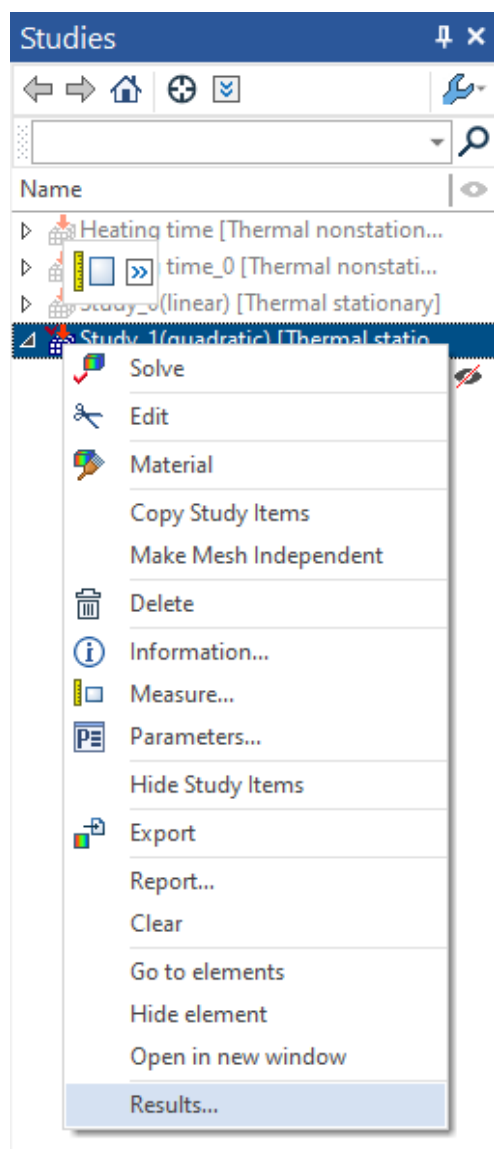 Studies
Name
Heating time [Thermal nonstation...
time_0 [Thermal nonstati...
Study_0(linear) [Thermal stationary]
Study_1(quadratic) [Thermal statio...
Solve
Edit
Material
Copy Study Items
Make Mesh Independent
Delete
Information...
Measure...
Parameters...
Hide Study Items
Export
Report...
Clear
Go to elements
Hide element
Open in new window
Results...